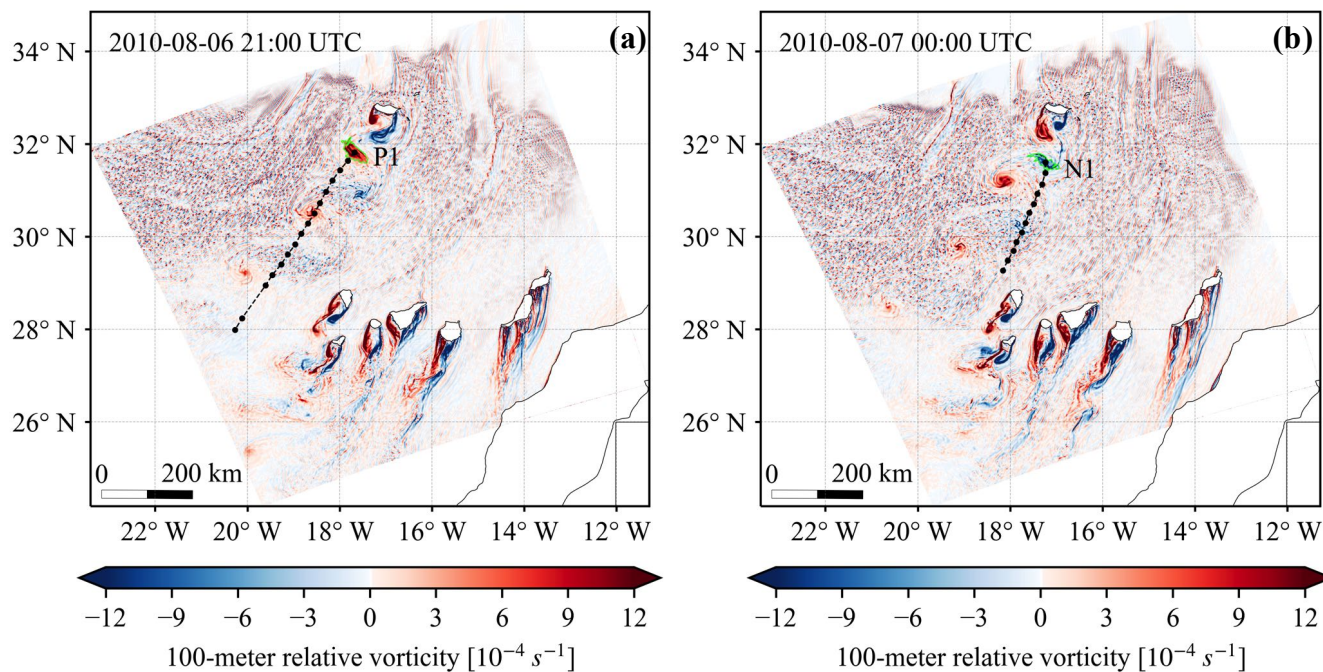 2010-08-06 21:00 UTC
(a)
34° N
32° N
30° N
28° N
26° N
P1
0
200 km
22° W
20° W
18° W
16° W
14° W
12° W
−12 −9 −6 −3 0 3 6 9 12
100-meter relative vorticity [10⁻⁴ s⁻¹]
2010-08-07 00:00 UTC
(b)
34° N
32° N
30° N
28° N
26° N
N1
0
200 km
22° W
20° W
18° W
16° W
14° W
12° W
−12 −9 −6 −3 0 3 6 9 12
100-meter relative vorticity [10⁻⁴ s⁻¹]